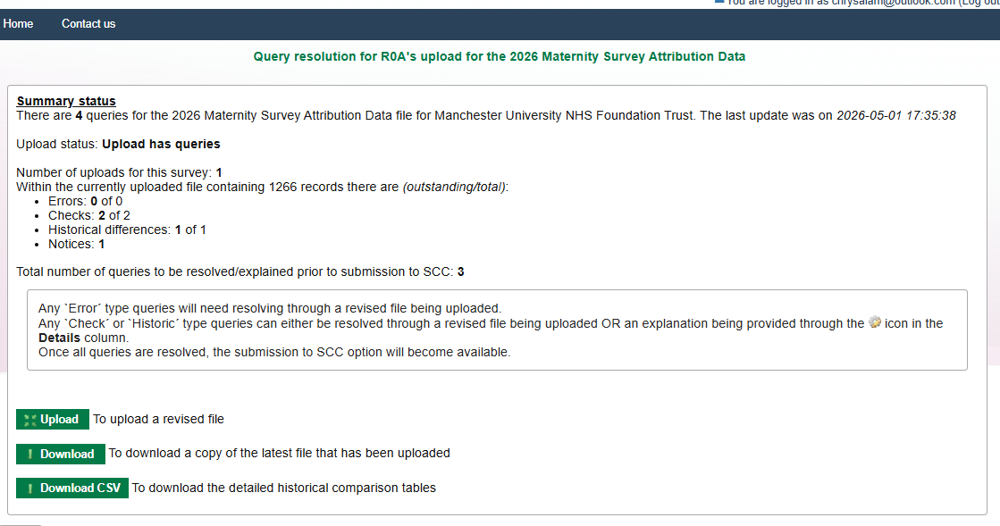 You are logged in as chrysalam@outlook.com (Log out
Home Contact us
Query resolution for R0A's upload for the 2026 Maternity Survey Attribution Data
Summary status
There are 4 queries for the 2026 Maternity Survey Attribution Data file for Manchester University NHS Foundation Trust. The last update was on 2026-05-01 17:35:38
Upload status: Upload has queries
Number of uploads for this survey: 1
Within the currently uploaded file containing 1266 records there are (outstanding/total):
• Errors: 0 of 0
• Checks: 2 of 2
• Historical differences: 1 of 1
• Notices: 1
Total number of queries to be resolved/explained prior to submission to SCC: 3
Any `Error´ type queries will need resolving through a revised file being uploaded.
Any `Check´ or `Historic´ type queries can either be resolved through a revised file being uploaded OR an explanation being provided through the icon in the
Details column.
Once all queries are resolved, the submission to SCC option will become available.
Upload To upload a revised file
Download To download a copy of the latest file that has been uploaded
Download CSV To download the detailed historical comparison tables